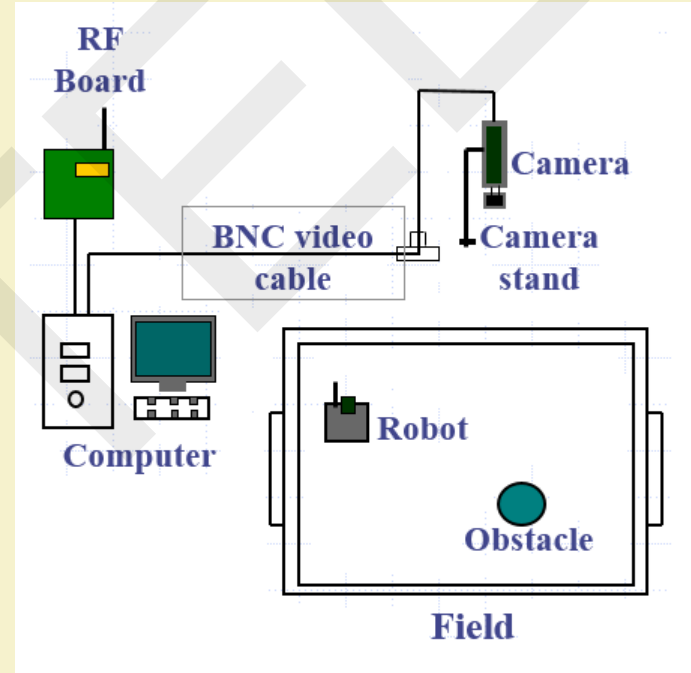 RF
Board
Camera
BNC video
cable
Camera
stand
Robot
Computer
Obstacle
Field